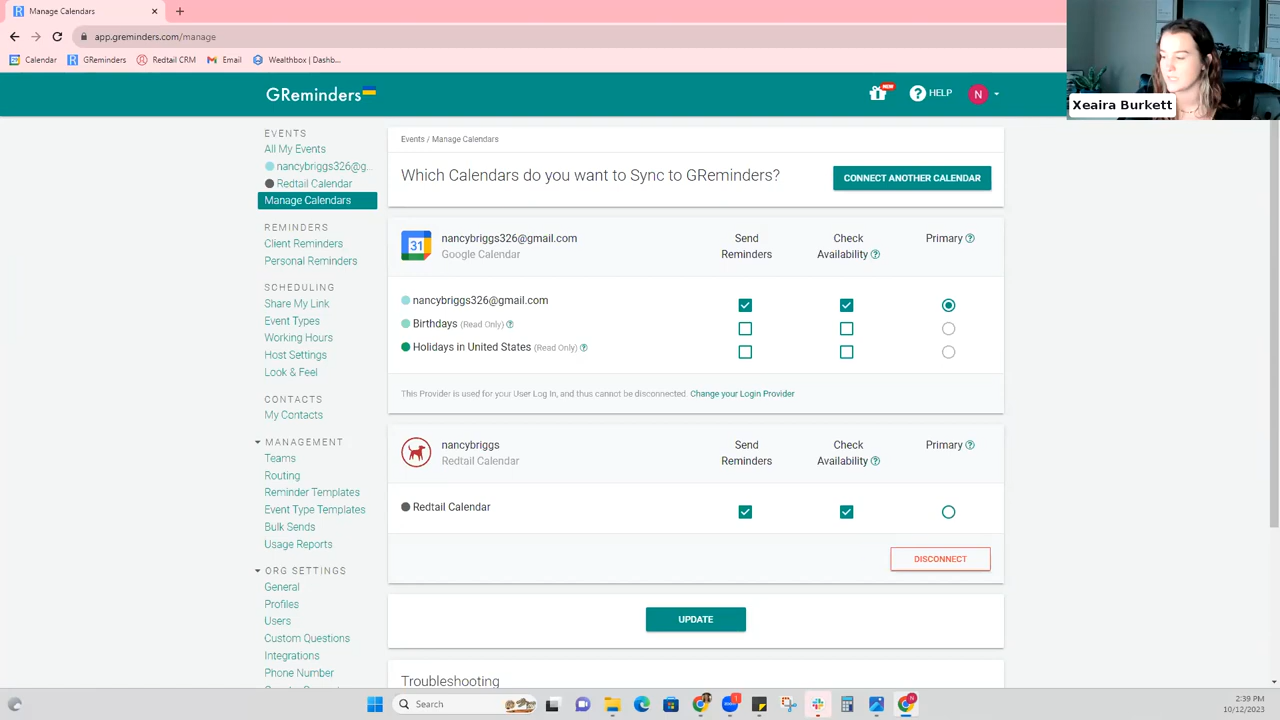 Manage Calendars
app.greminders.com/manage
Calendar GReminders Redtail CRM Email Wealthbox | Dashb...
Xeaira Burkett
GReminders NEW ? HELP N
EVENTS
All My Events
nancybriggs326@g...
Redtail Calendar
Manage Calendars
REMINDERS
Client Reminders
Personal Reminders
SCHEDULING
Share My Link
Event Types
Working Hours
Host Settings
Look & Feel
CONTACTS
My Contacts
MANAGEMENT
Teams
Routing
Reminder Templates
Event Type Templates
Bulk Sends
Usage Reports
ORG SETTINGS
General
Profiles
Users
Custom Questions
Integrations
Phone Number
Events / Manage Calendars
Which Calendars do you want to Sync to GReminders?
CONNECT ANOTHER CALENDAR
31
nancybriggs326@gmail.com
Google Calendar
Send Reminders
Check Availability ?
Primary ?
nancybriggs326@gmail.com
Birthdays (Read Only) ?
Holidays in United States (Read Only) ?
This Provider is used for your User Log In, and thus cannot be disconnected. Change your Login Provider
nancybriggs
Redtail Calendar
Send Reminders
Check Availability ?
Primary ?
Redtail Calendar
DISCONNECT
UPDATE
Troubleshooting
Search
1
N
2:39 PM
10/12/2023